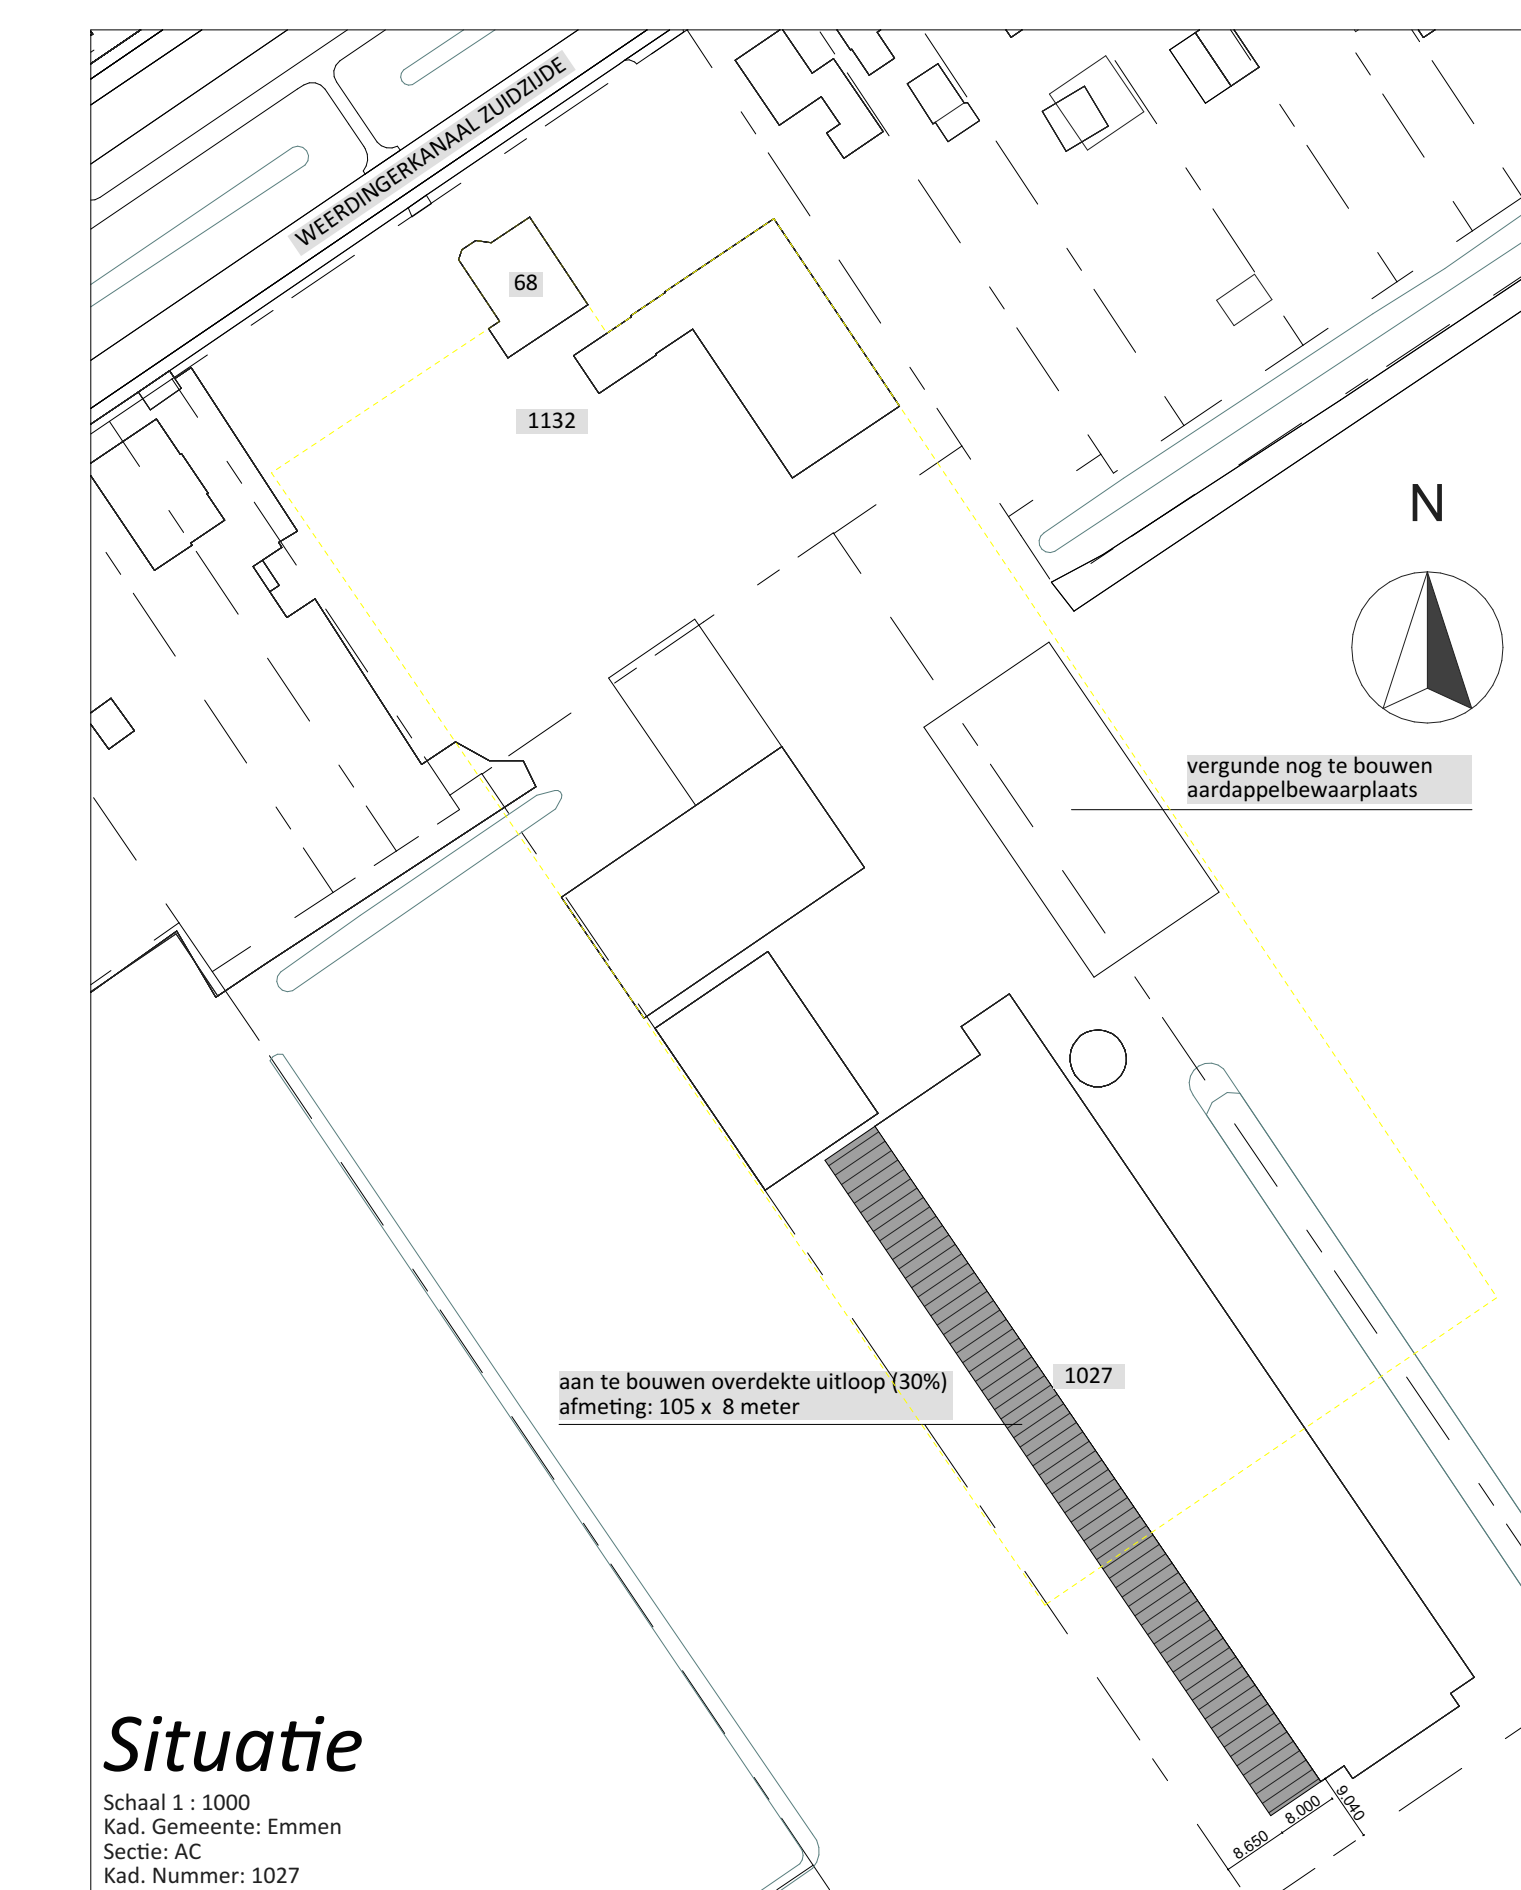 WEERDINGERKANAAL ZUIDZIJDE
68
1132
N
vergunde nog te bouwen
aardappelbewaarplaats
aan te bouwen overdekte uitloop (30%)
afmeting: 105 x 8 meter
1027
Situatie
Schaal 1 : 1000
Kad. Gemeente: Emmen
Sectie: AC
Kad. Nummer: 1027
8.650
8.000
9.040